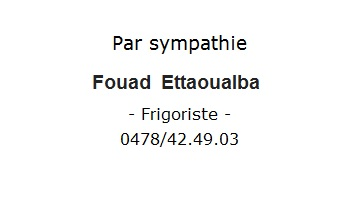 Par sympathie
Fouad Ettaoualba
- Frigoriste -
0478/42.49.03